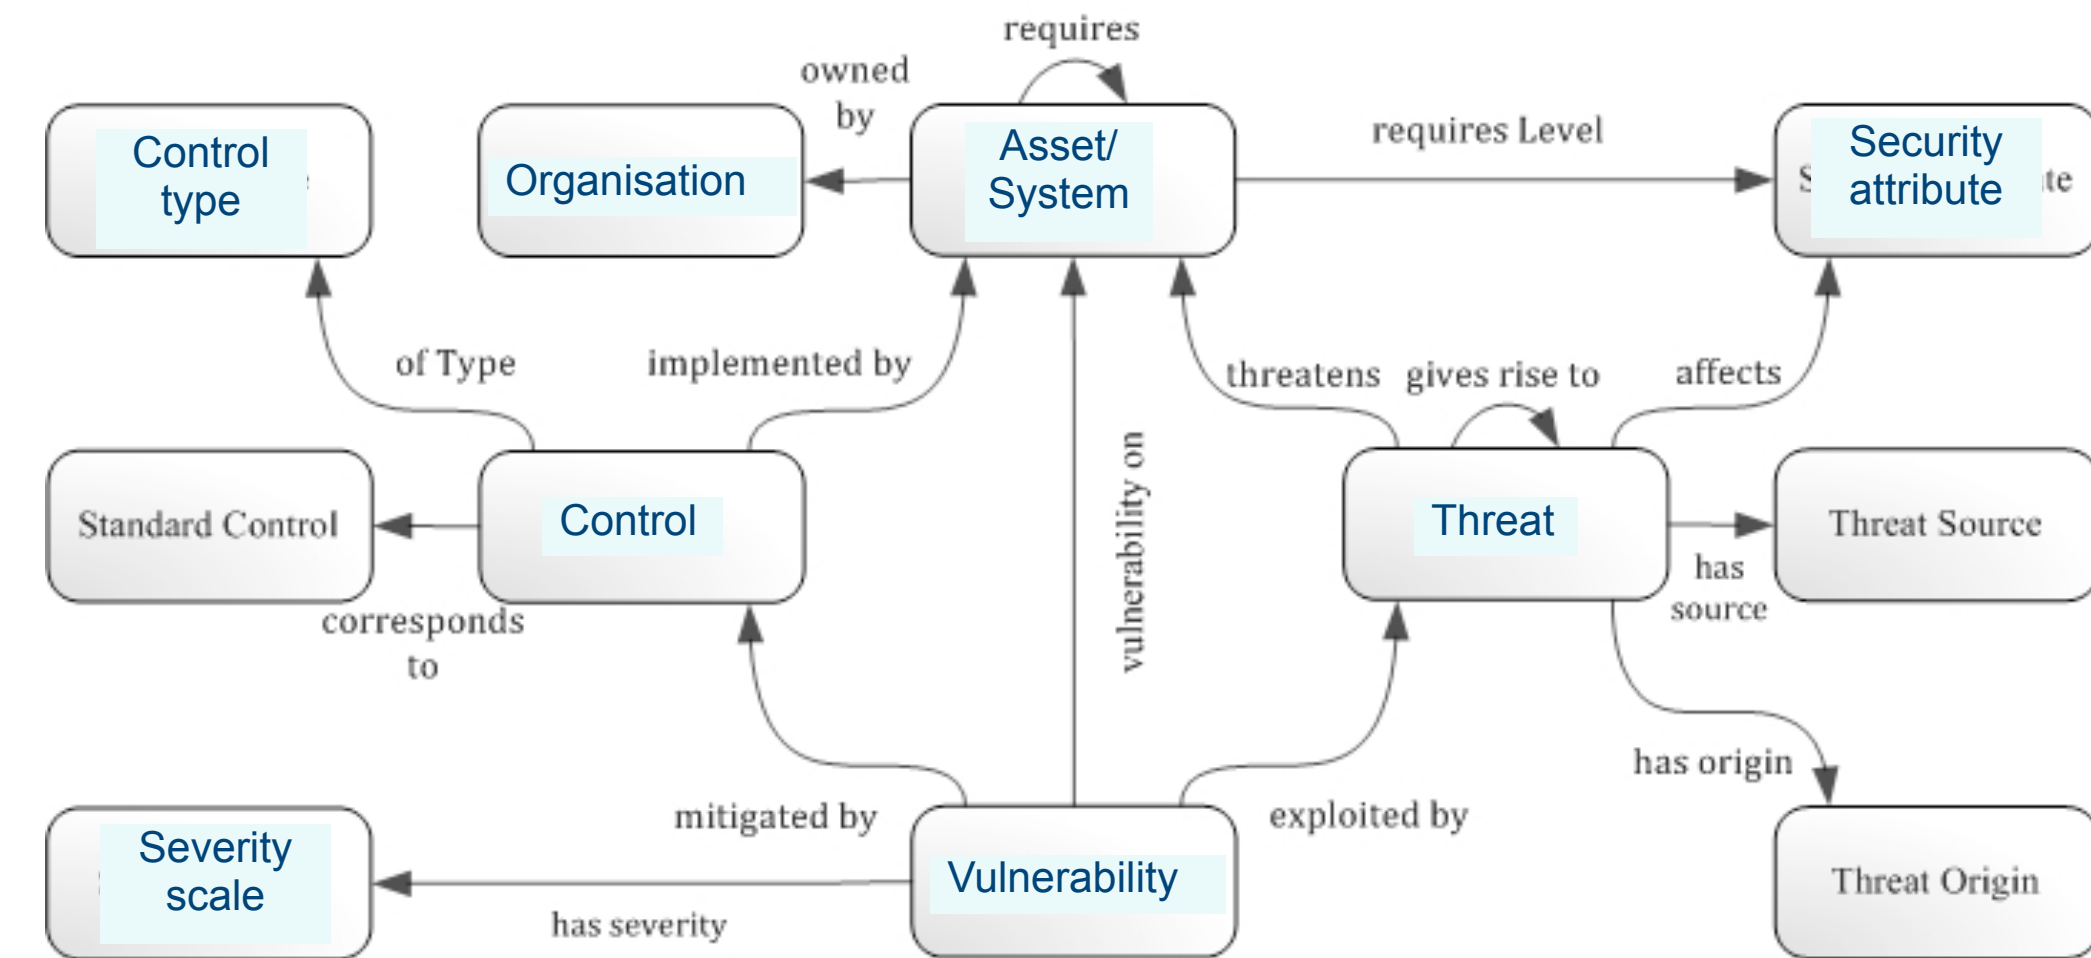 requires
owned
by
Control
type
Organisation
Asset/
System
requires Level
Security
attribute
te
of Type
implemented by
threatens
gives rise to
affects
vulnerability on
Standard Control
Control
Threat
Threat Source
has
source
corresponds
to
mitigated by
exploited by
has origin
Severity
scale
has severity
Vulnerability
Threat Origin